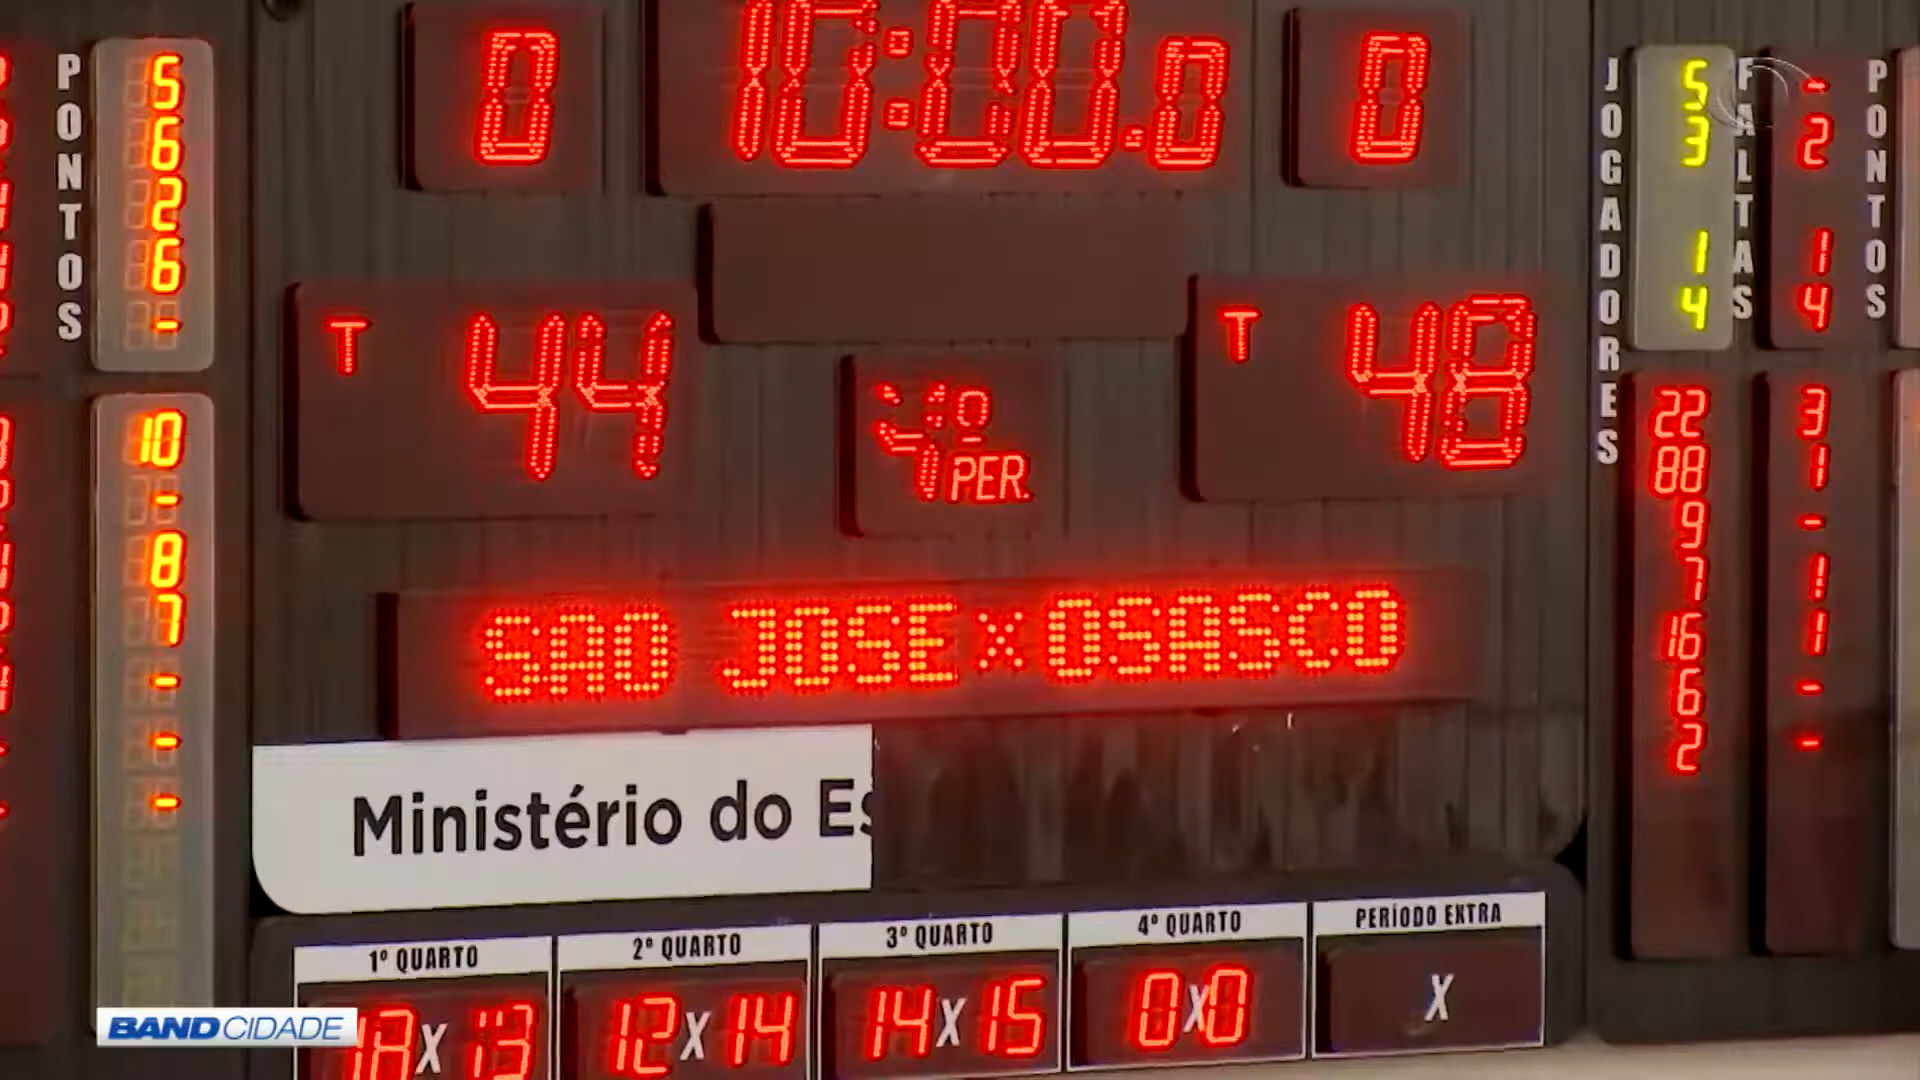 PONTOS
5
6
2
6
-
10
-
8
7
-
-
-
0 10:00.0 0
T 44
T 48
4º PER.
SAO JOSE x OSASCO
Ministério do
1º QUARTO
2º QUARTO
12 X 14
3º QUARTO
14 X 15
4º QUARTO
0 X 0
PERÍODO EXTRA
X
JOGADORES
5
3
1
4
22
88
9
7
16
6
2
FALTAS
-
2
1
4
3
1
-
1
1
-
-
PONTOS
BAND CIDADE